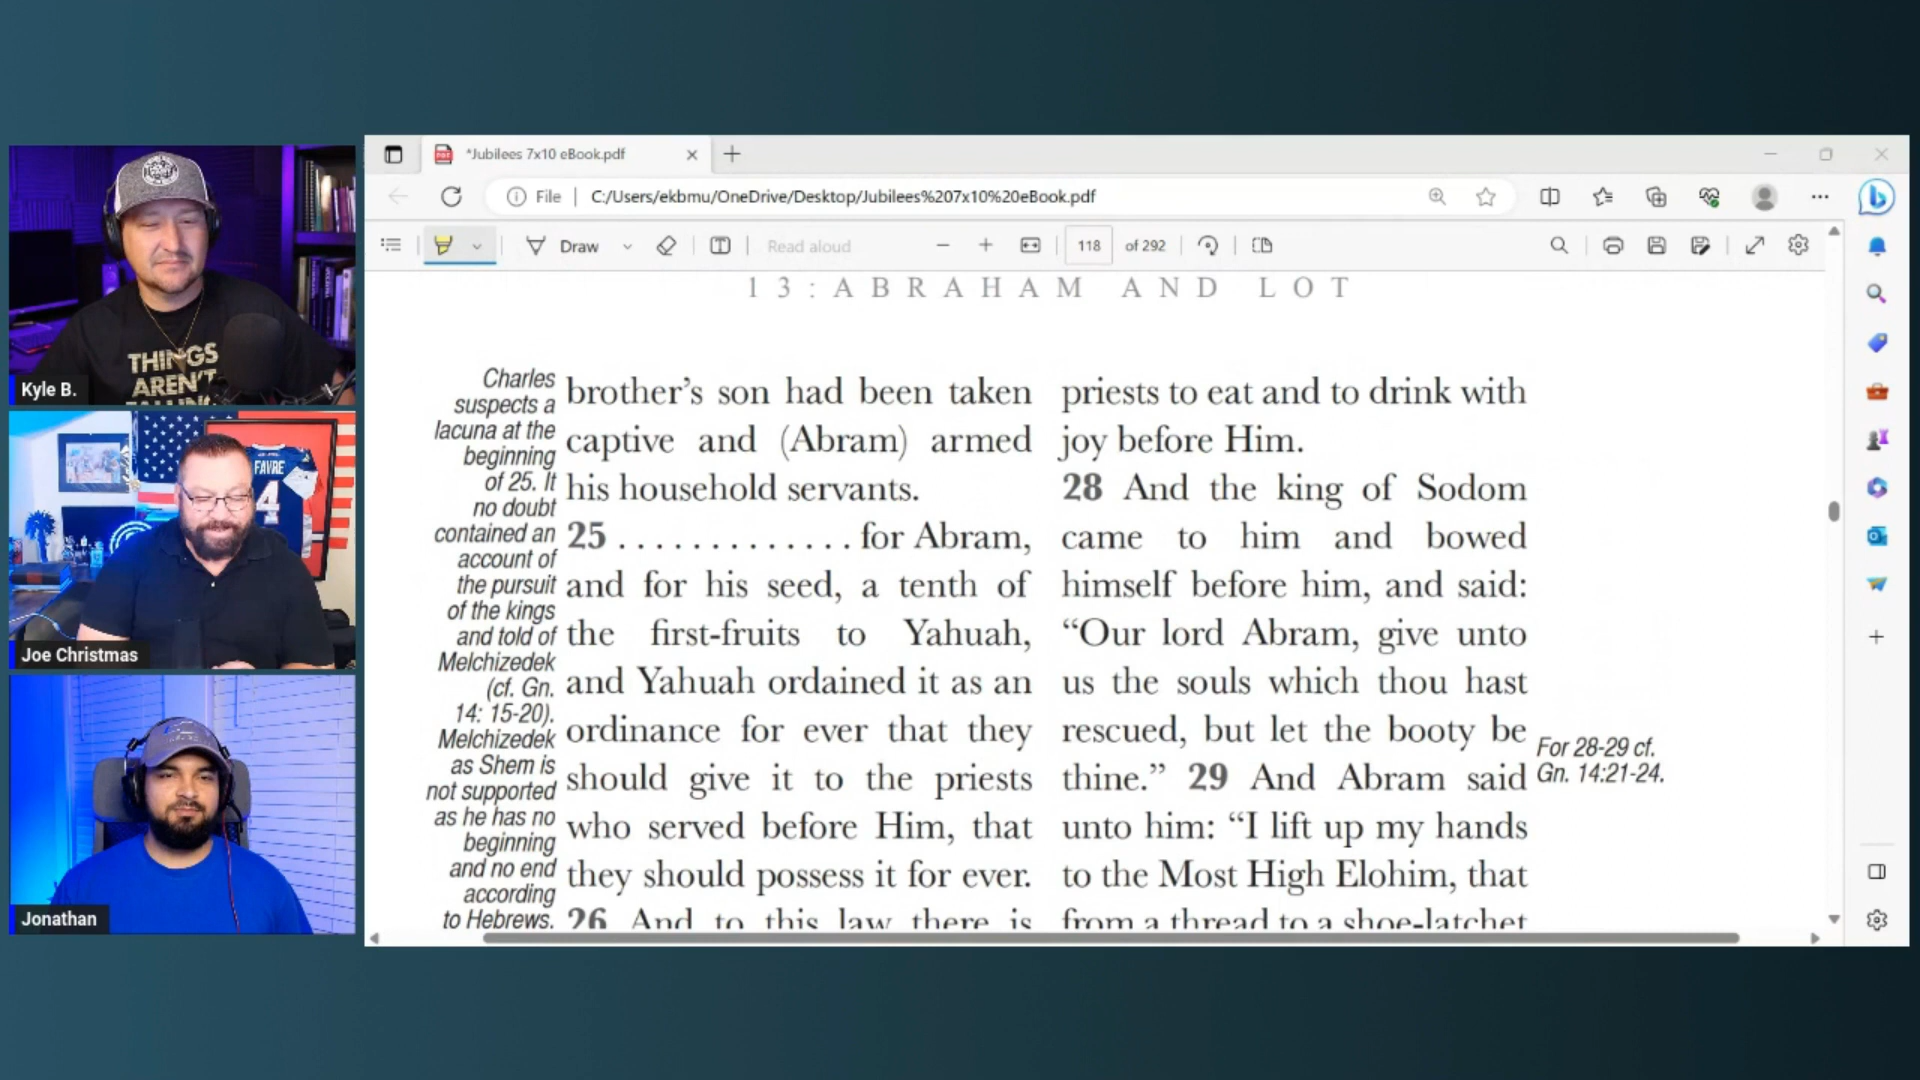 THINGS
AREN'T
Kyle B.
FAVRE
4
Joe Christmas
Jonathan
*Jubilees 7x10 eBook.pdf
File
C:/Users/ekbmu/OneDrive/Desktop/Jubilees%207x10%20eBook.pdf
Draw
Read aloud
118
of 292
13:ABRAHAM AND LOT
Charles
suspects a
lacuna at the
beginning
of 25. It
no doubt
contained an
account of
the pursuit
of the kings
and told of
Melchizedek
(cf. Gn.
14: 15-20).
Melchizedek
as Shem is
not supported
as he has no
beginning
and no end
according
to Hebrews.
brother's son had been taken
captive and (Abram) armed
his household servants.
25 . . . . . . . . . . . . . for Abram,
and for his seed, a tenth of
the first-fruits to Yahuah,
and Yahuah ordained it as an
ordinance for ever that they
should give it to the priests
who served before Him, that
they should possess it for ever.
26 And to this law there is
priests to eat and to drink with
joy before Him.
28 And the king of Sodom
came to him and bowed
himself before him, and said:
“Our lord Abram, give unto
us the souls which thou hast
rescued, but let the booty be
thine.” 29 And Abram said
unto him: “I lift up my hands
to the Most High Elohim, that
from a thread to a shoe-latchet
For 28-29 cf.
Gn. 14:21-24.